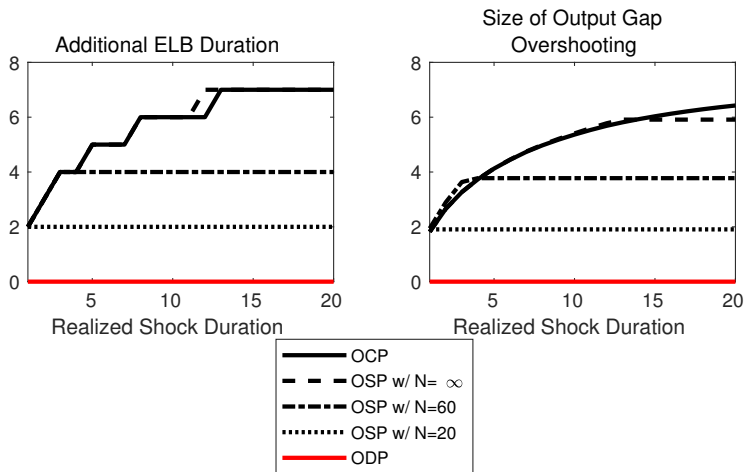 Additional ELB Duration
8
6
4
2
0
5
10
15
20
Realized Shock Duration
Size of Output Gap
Overshooting
8
6
4
2
0
5
10
15
20
Realized Shock Duration
OCP
OSP w/ N= ∞
OSP w/ N=60
OSP w/ N=20
ODP